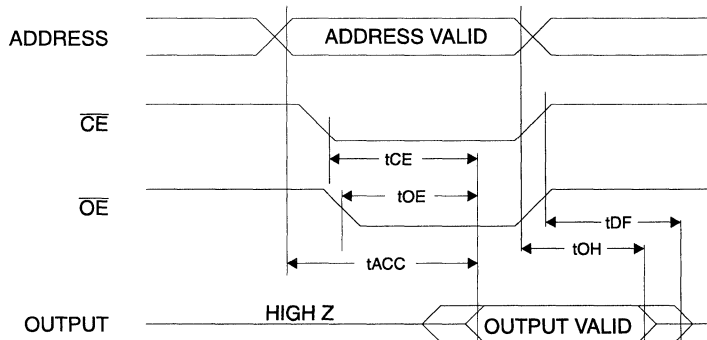 ADDRESS
ADDRESS VALID
CE
tCE
OE
tOE
tDF
tOH
tACC
HIGH Z
OUTPUT
OUTPUT VALID